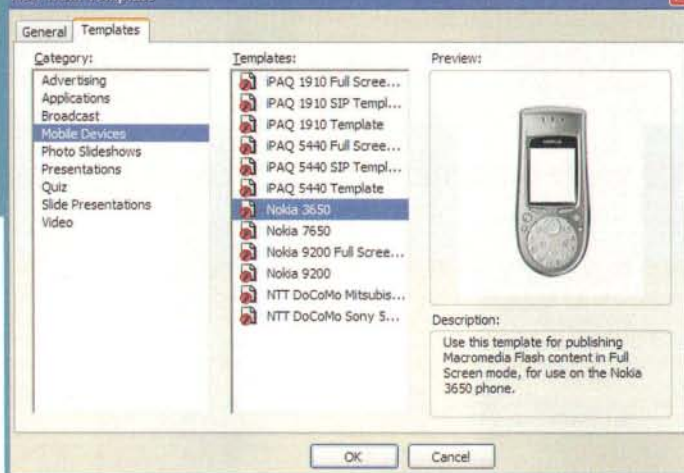 General
Templates
Category:
Advertising
Applications
Broadcast
Mobile Devices
Photo Slideshows
Presentations
Quiz
Slide Presentations
Video
Templates:
iPAQ 1910 Full Scree...
iPAQ 1910 SIP Templ...
iPAQ 1910 Template
iPAQ 5440 Full Scree...
iPAQ 5440 SIP Templ...
iPAQ 5440 Template
Nokia 3650
Nokia 7650
Nokia 9200 Full Scree...
Nokia 9200
NTT DoCoMo Mitsubis...
NTT DoCoMo Sony 5...
Preview:
Description:
Use this template for publishing
Macromedia Flash content in Full
Screen mode, for use on the Nokia
3650 phone.
OK
Cancel